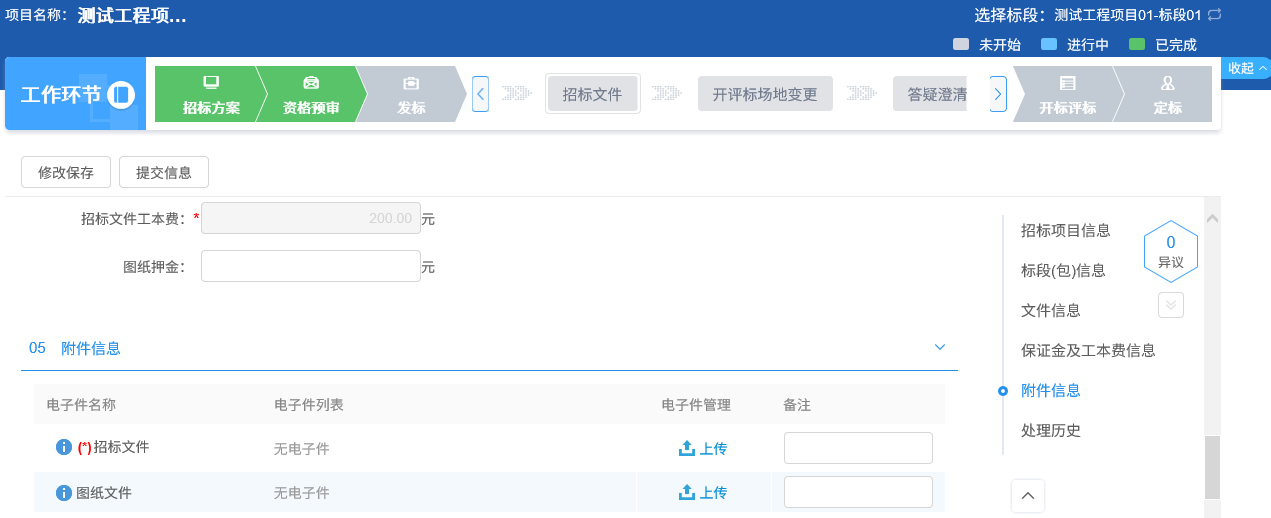 项目名称： 测试工程项…
选择标段： 测试工程项目01-标段01
未开始 进行中 已完成
收起
工作环节
招标方案 资格预审 发标 招标文件 开评标场地变更 答疑澄清 开标评标 定标
修改保存 提交信息
招标文件工本费： * 200.00 元
图纸押金： 元
05 附件信息
电子件名称 电子件列表 电子件管理 备注
(*)招标文件 无电子件 上传
图纸文件 无电子件 上传
招标项目信息
标段(包)信息
文件信息
保证金及工本费信息
附件信息
处理历史
0
异议